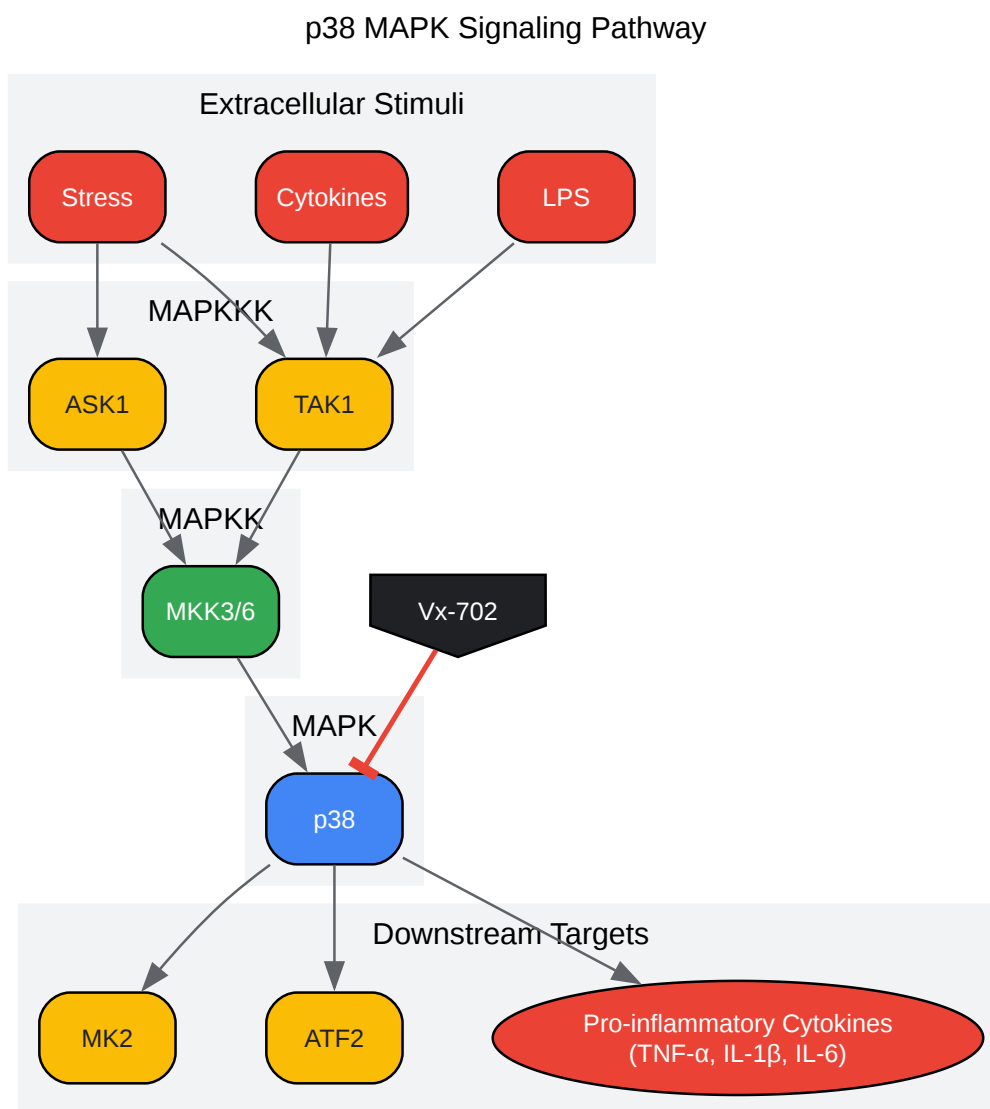 p38 MAPK Signaling Pathway
Extracellular Stimuli
Stress
Cytokines
LPS
MAPKKK
ASK1
TAK1
MAPKK
MKK3/6
Vx-702
MAPK
p38
Downstream Targets
MK2
ATF2
Pro-inflammatory Cytokines
(TNF-α, IL-1β, IL-6)